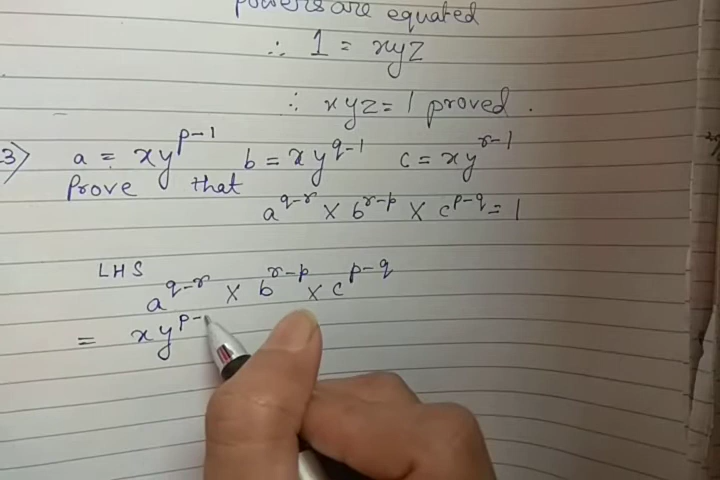 powers are equated
∴ 1 = xyz
∴ xyz = 1 proved.
3) a = xy^{p-1} b = xy^{q-1} c = xy^{r-1}
Prove that
a^{q-r} × b^{r-p} × c^{p-q} = 1
LHS
a^{q-r} × b^{r-p} × c^{p-q}
= xy^{p-